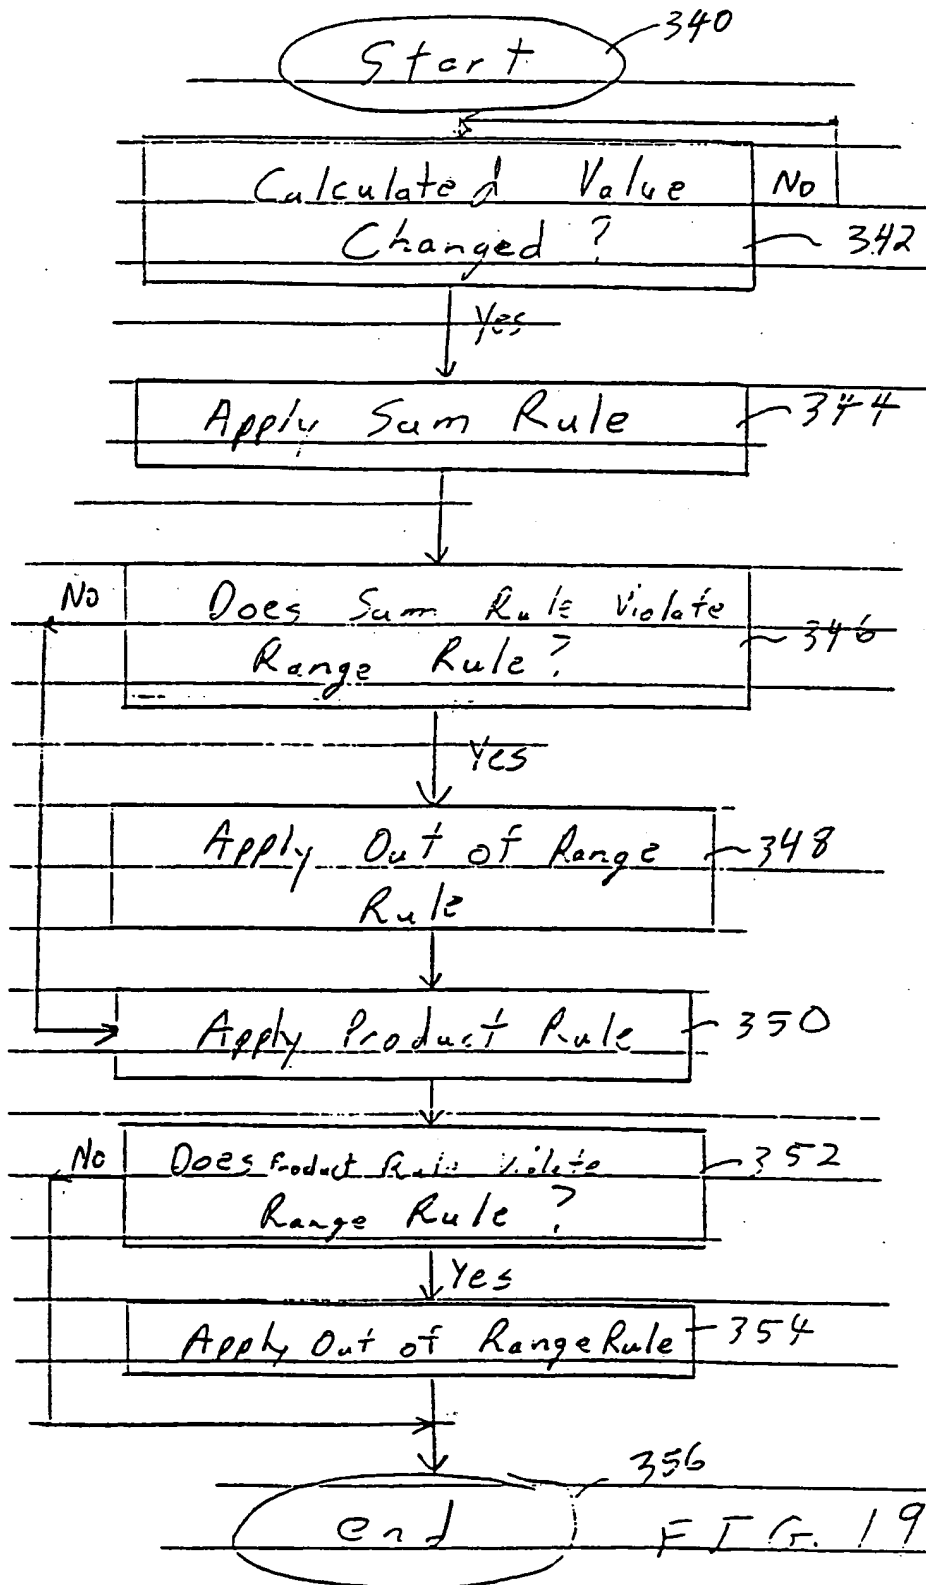 Start
340
Calculated Value
No
Changed ?
342
Yes
Apply Sum Rule
344
No
Does Sum Rule Violate
Range Rule?
346
Yes
Apply Out of Range
348
Rule
Apply Product Rule
350
No
Does Product Rule Violate
352
Range Rule ?
Yes
Apply Out of Range Rule
354
356
end
FIG. 19